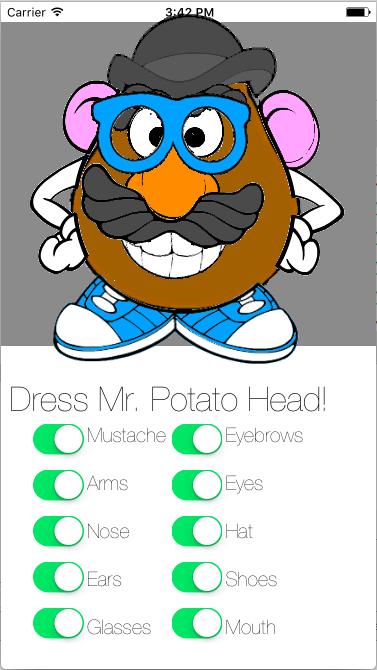 Carrier 3:42 PM
Dress Mr. Potato Head!
Mustache Eyebrows
Arms Eyes
Nose Hat
Ears Shoes
Glasses Mouth